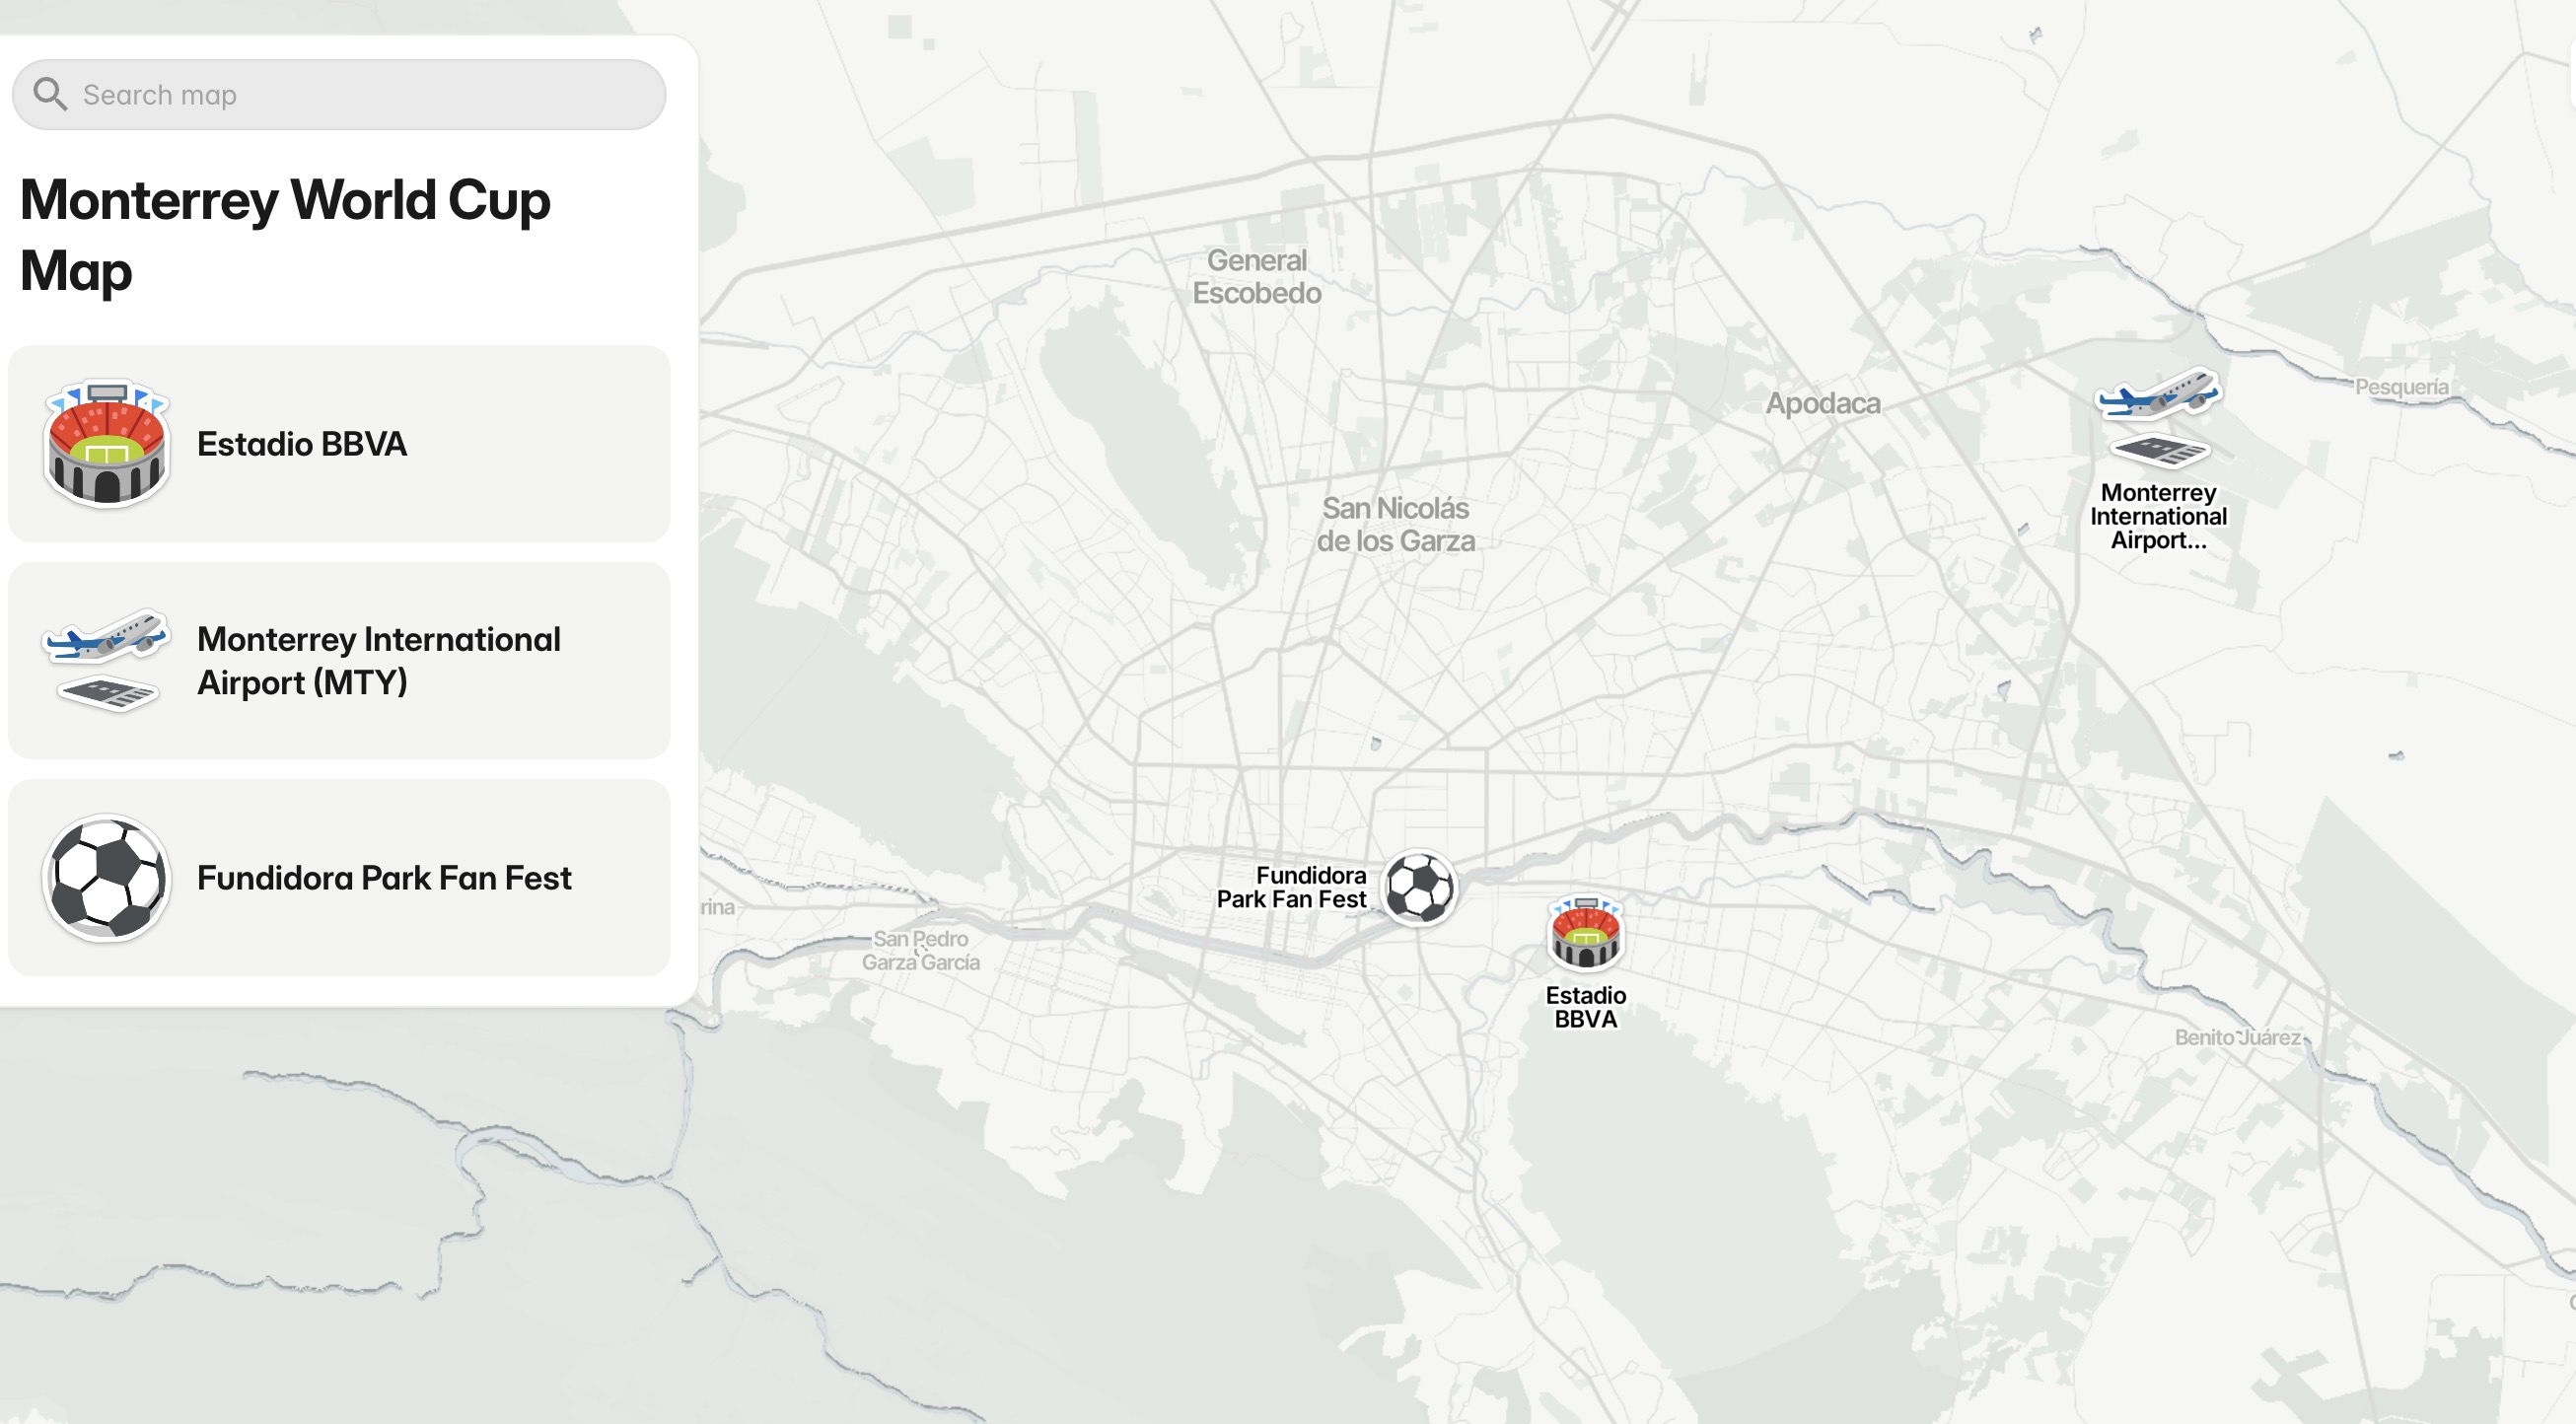 Search map
Monterrey World Cup
Map
Estadio BBVA
Monterrey International
Airport (MTY)
Fundidora Park Fan Fest
General
Escobedo
Apodaca
Pesquería
San Nicolás
de los Garza
Monterrey
International
Airport...
Fundidora
Park Fan Fest
rina
San Pedro
Garza García
Estadio
BBVA
Benito Juárez